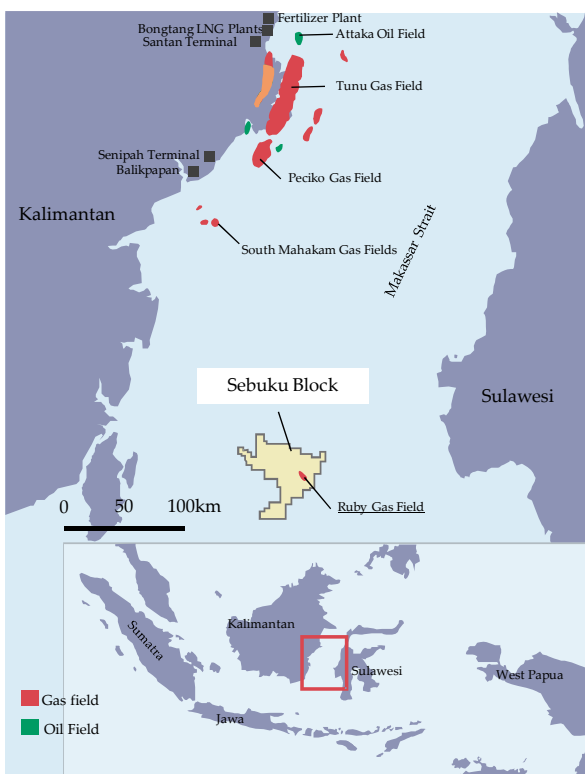 Fertilizer Plant
Bongtang LNG Plants
Attaka Oil Field
Santan Terminal
Tunu Gas Field
Senipah Terminal
Balikpapan
Peciko Gas Field
Kalimantan
South Mahakam Gas Fields
Makassar Strait
Sebuku Block
Sulawesi
0 50 100km
Ruby Gas Field
Kalimantan
Sumatra
Sulawesi
West Papua
Gas field
Jawa
Oil Field